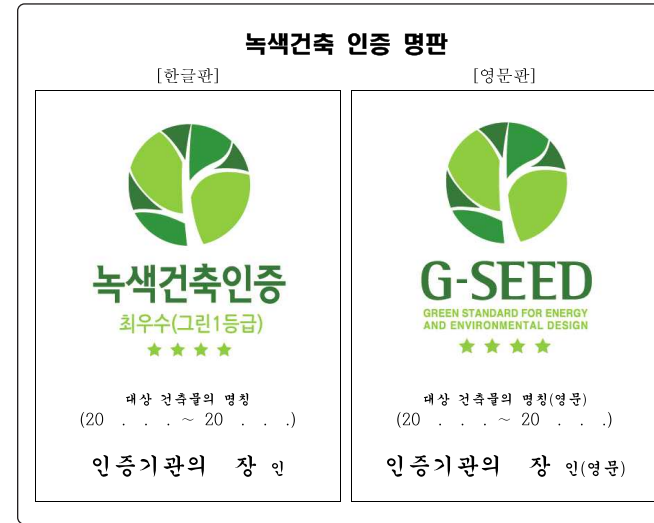 녹색건축 인증 명판
[한글판]
녹색건축인증
최우수(그린1등급)
★ ★ ★ ★
대상 건축물의 명칭
(20 . . . ~ 20 . . .)
인증기관의 장 인
[영문판]
G-SEED
GREEN STANDARD FOR ENERGY
AND ENVIRONMENTAL DESIGN
★ ★ ★ ★
대상 건축물의 명칭(영문)
(20 . . . ~ 20 . . .)
인증기관의 장 인(영문)